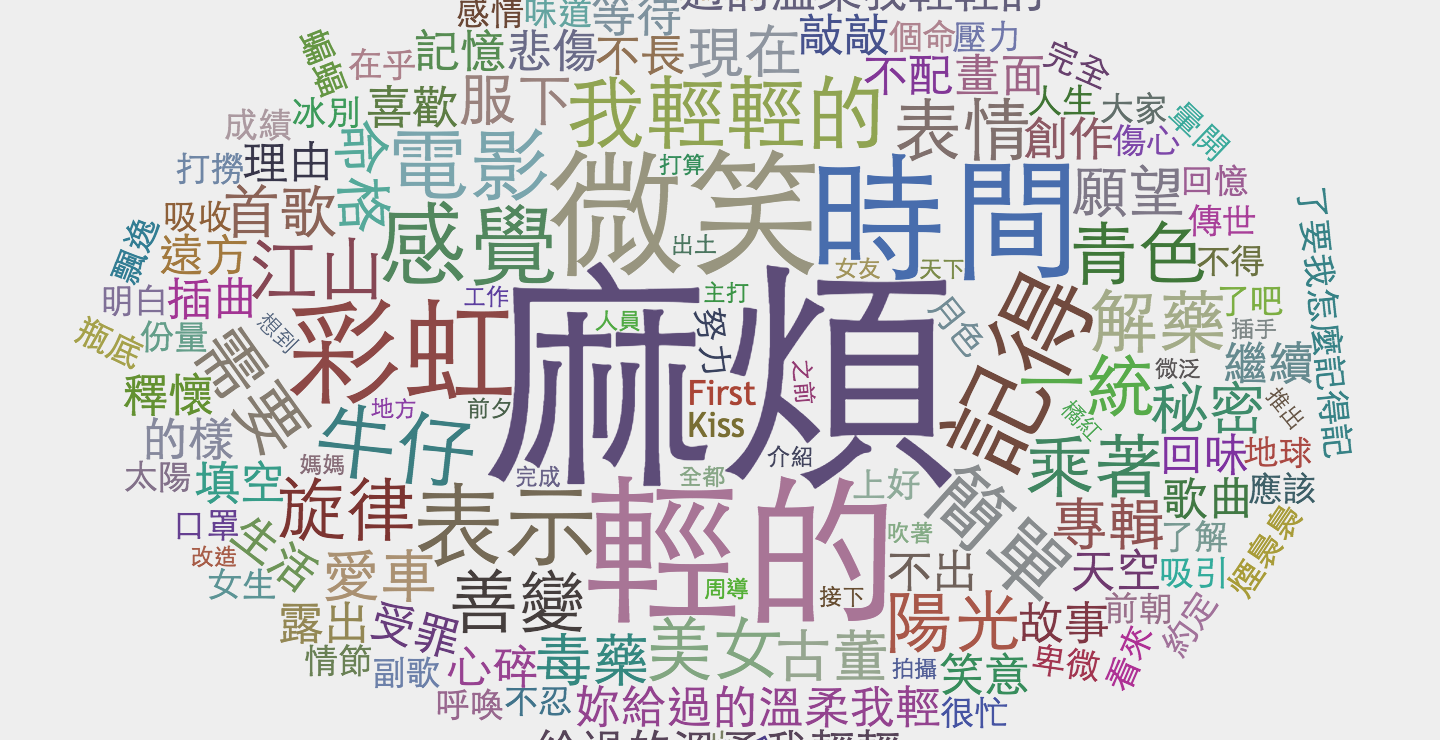 感情
味道
等待
過的溫柔我輕輕的
蝙蝠
在乎
記憶
悲傷
不長
現在
敲敲
個命
壓力
完全
成績
冰別
喜歡
服下
我輕輕的
不配
畫面
人生
大家
暈開
打撈
理由
命格
電影
微笑
打算
表情
創作
傷心
時間
願望
回憶
傳世
吸收
首歌
感覺
出土
女友
天下
青色
不得
飄逸
遠方
江山
明白
插曲
工作
麻煩
主打
人員
努力
月色
記得
解藥
了吧
插手
了要我怎麼記得記
瓶底
份量
想到
需要
彩虹
First
Kiss
之前
一統
微泛
繼續
釋懷
地方
前夕
橘紅
秘密
推出
的樣
牛仔
媽媽
完成
全都
介紹
上好
簡單
乘著
回味
地球
太陽
填空
旋律
表示
輕的
歌曲
應該
口罩
生活
吹著
專輯
了解
煙裊裊
改造
女生
愛車
善變
周導
接下
不出
天空
吸引
露出
受罪
毒藥
美女
古董
陽光
故事
前朝
約定
情節
副歌
心碎
拍攝
笑意
卑微
看來
呼喚
不忍
妳給過的溫柔我輕
很忙
給過的溫柔我輕輕